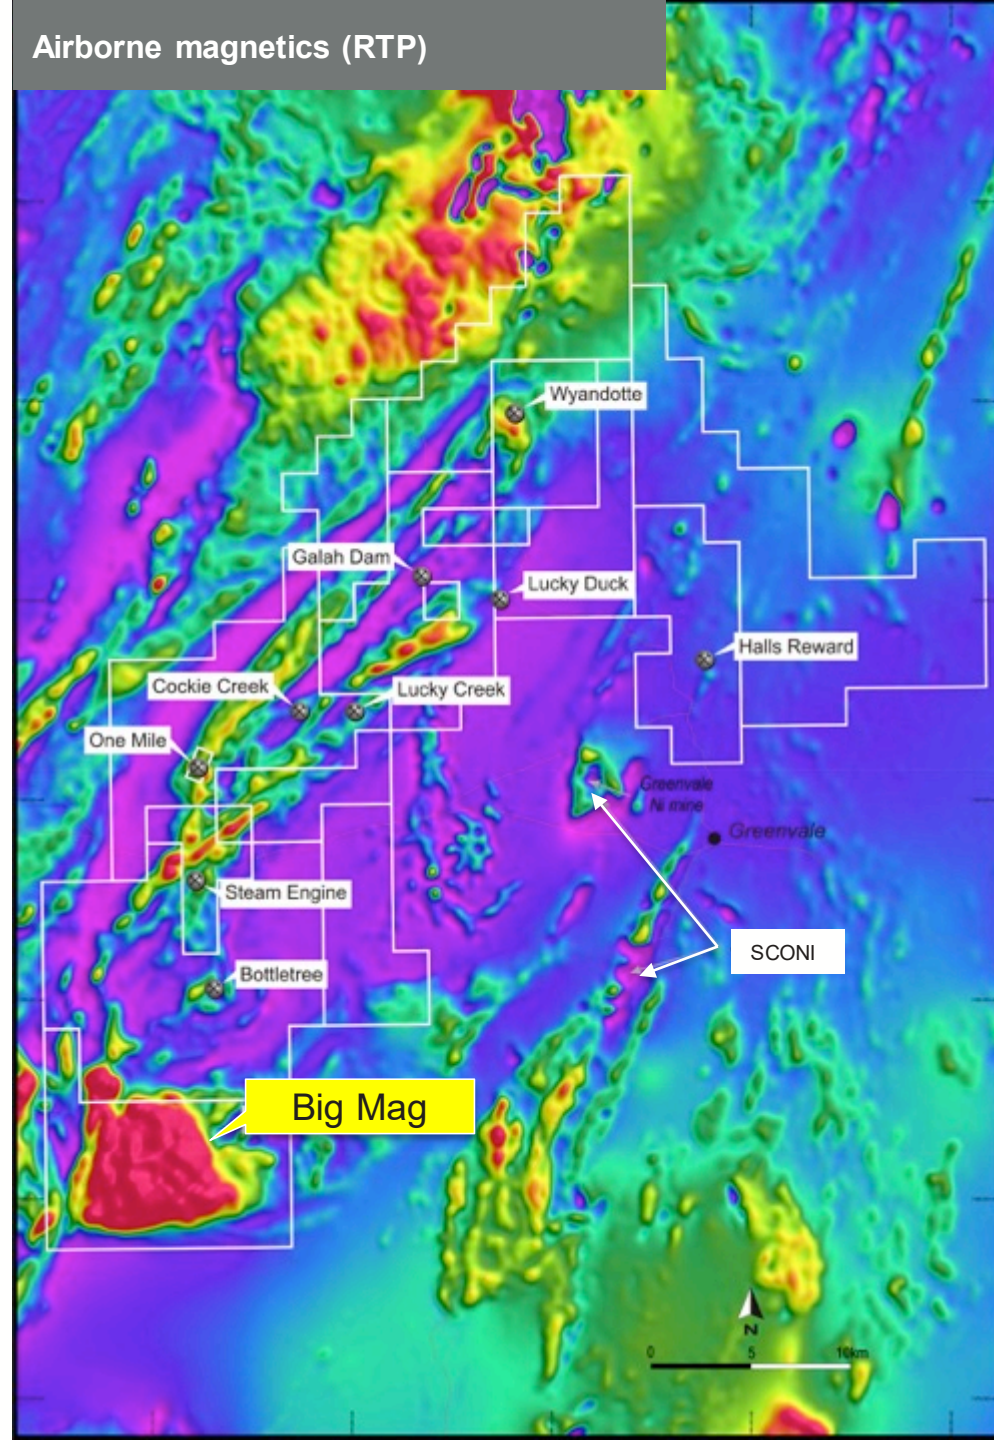 Airborne magnetics (RTP)
Wyandotte
Galah Dam
Lucky Duck
Halls Reward
Cockie Creek
Lucky Creek
One Mile
Greenvale
Ni mine
Greenvale
Steam Engine
SCONI
Bottletree
Big Mag
N
0 5 10km